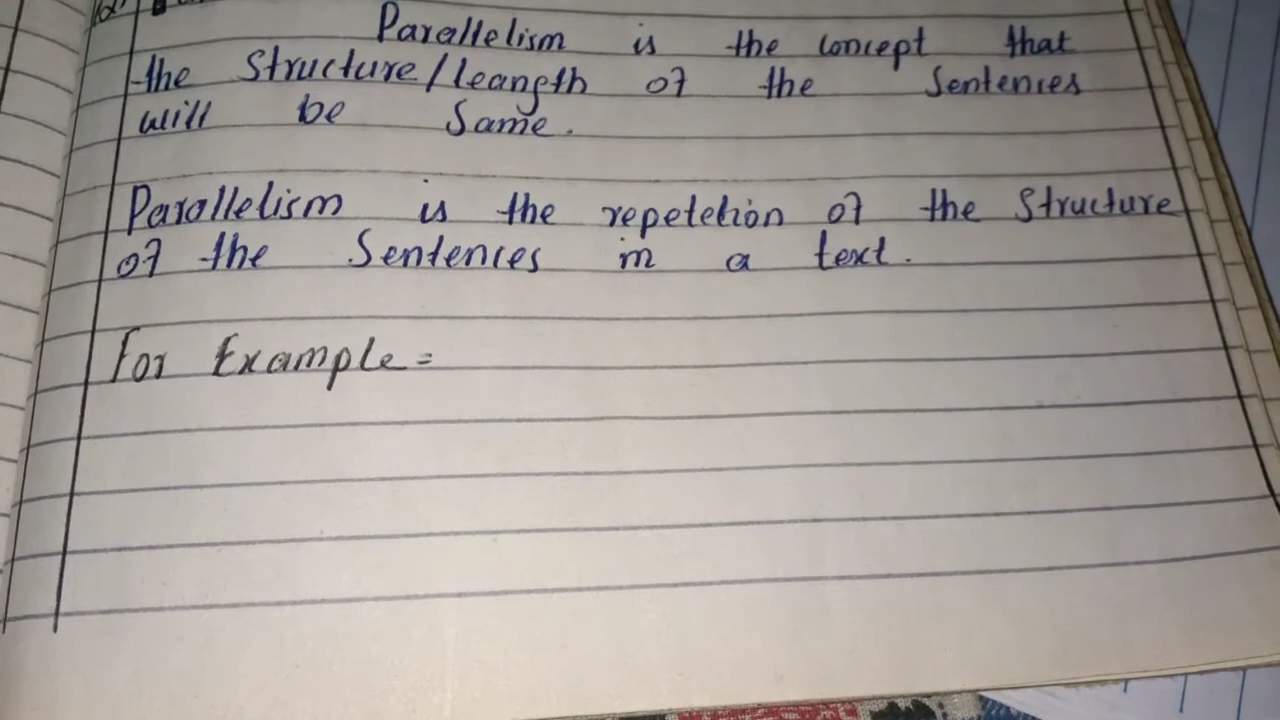 Parallelism is the concept that
the Structure/leangth of the Sentences
will be Same.
Parallelism is the repetetion of the Structure
of the Sentences in a text.
For Example =